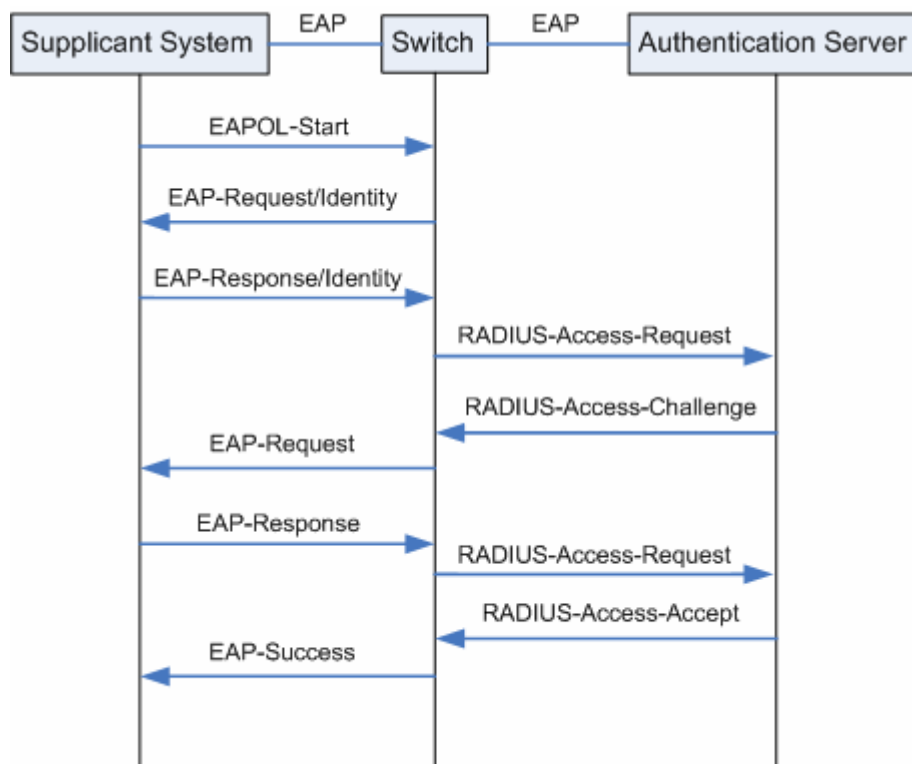 EAP
EAP
Supplicant System
Switch
Authentication Server
EAPOL-Start
EAP-Request/Identity
EAP-Response/Identity
RADIUS-Access-Request
RADIUS-Access-Challenge
EAP-Request
EAP-Response
RADIUS-Access-Request
RADIUS-Access-Accept
EAP-Success